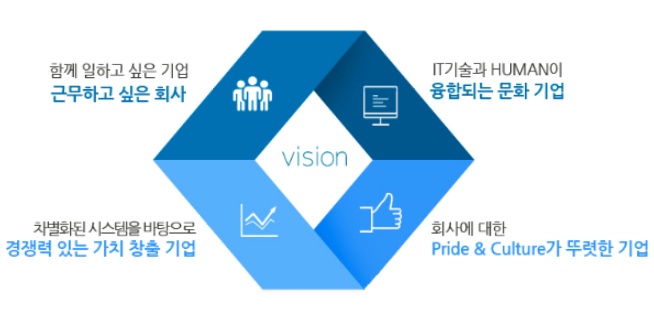 함께 일하고 싶은 기업
근무하고 싶은 회사
IT기술과 HUMAN이
융합되는 문화 기업
vision
차별화된 시스템을 바탕으로
경쟁력 있는 가치 창출 기업
회사에 대한
Pride & Culture가 뚜렷한 기업